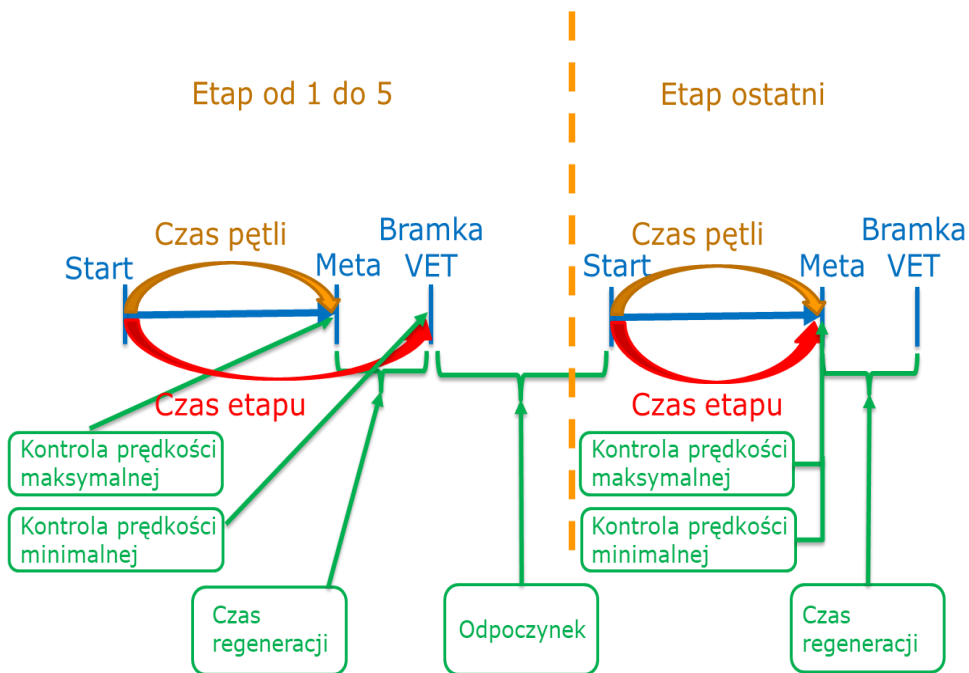 Etap od 1 do 5
Etap ostatni
Czas pętli
Bramka
Start
Meta
VET
Czas etapu
Kontrola prędkości
maksymalnej
Kontrola prędkości
minimalnej
Czas
regeneracji
Odpoczynek
Czas pętli
Bramka
Start
Meta
VET
Czas etapu
Kontrola prędkości
maksymalnej
Kontrola prędkości
minimalnej
Czas
regeneracji